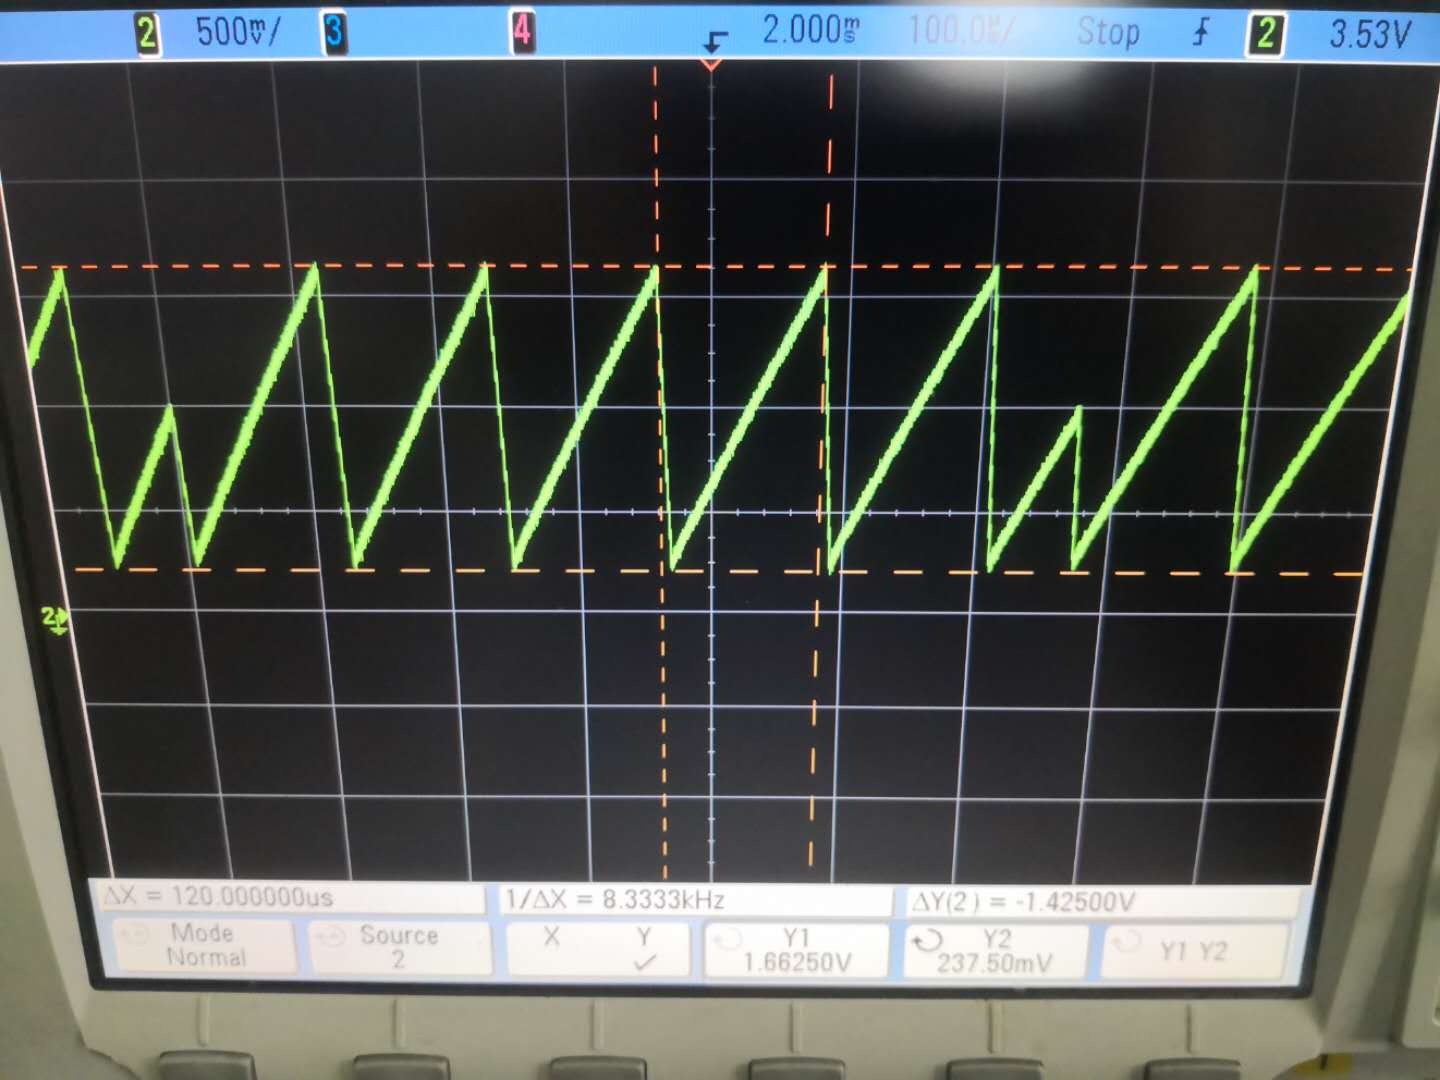 2 500mV/ 3 4 2.000ms 100.0us/ Stop 2 3.53V
2
ΔX = 120.000000us 1/ΔX = 8.3333kHz ΔY(2) = -1.42500V
Mode Source X Y Y1 Y2 Y1 Y2
Normal 2 ✓ 1.66250V 237.50mV